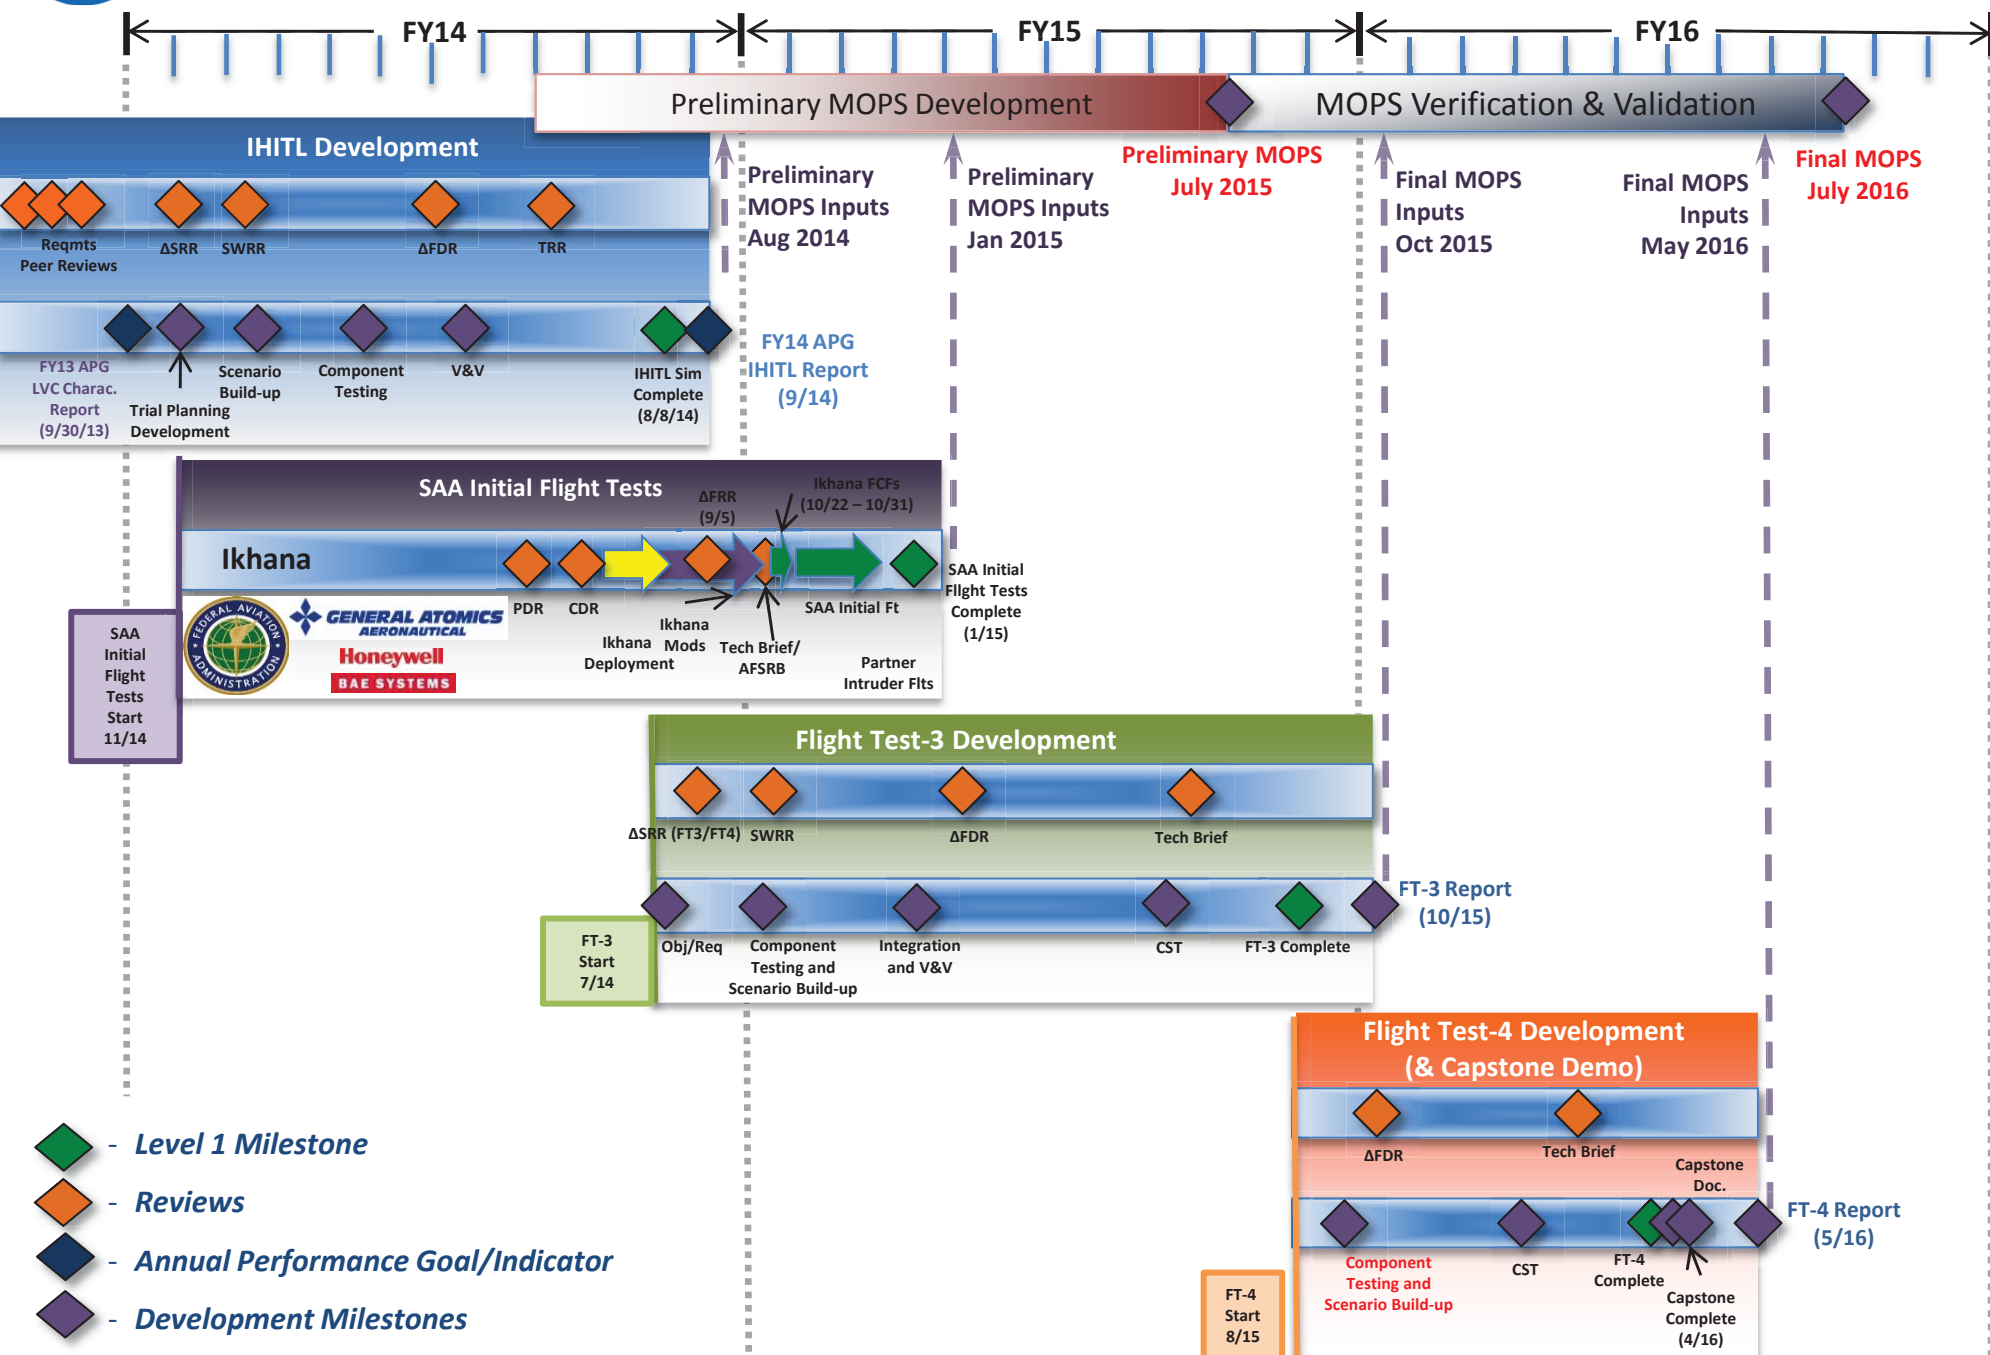 FY14
FY15
FY16
Preliminary MOPS Development
MOPS Verification & Validation
IHITL Development
Reqmts
Peer Reviews
ΔSRR
SWRR
ΔFDR
TRR
Preliminary
MOPS Inputs
Aug 2014
Preliminary
MOPS Inputs
Jan 2015
Preliminary MOPS
July 2015
Final MOPS
Inputs
Oct 2015
Final MOPS
Inputs
May 2016
Final MOPS
July 2016
FY13 APG
LVC Charac.
Report
(9/30/13)
Trial Planning
Development
Scenario
Build-up
Component
Testing
V&V
IHITL Sim
Complete
(8/8/14)
FY14 APG
IHITL Report
(9/14)
SAA Initial Flight Tests
ΔFRR
(9/5)
Ikhana FCFs
(10/22 – 10/31)
Ikhana
PDR
CDR
Ikhana
Deployment
Ikhana
Mods
Tech Brief/
AFSRB
SAA Initial Ft
Partner
Intruder Flts
SAA Initial
Flight Tests
Complete
(1/15)
FEDERAL AVIATION
ADMINISTRATION
GENERAL ATOMICS
AERONAUTICAL
Honeywell
BAE SYSTEMS
SAA
Initial
Flight
Tests
Start
11/14
Flight Test-3 Development
ΔSRR (FT3/FT4)
SWRR
ΔFDR
Tech Brief
FT-3
Start
7/14
Obj/Req
Component
Testing and
Scenario Build-up
Integration
and V&V
CST
FT-3 Complete
FT-3 Report
(10/15)
Flight Test-4 Development
(& Capstone Demo)
ΔFDR
Tech Brief
Capstone
Doc.
FT-4 Report
(5/16)
FT-4
Start
8/15
Component
Testing and
Scenario Build-up
CST
FT-4
Complete
Capstone
Complete
(4/16)
- Level 1 Milestone
- Reviews
- Annual Performance Goal/Indicator
- Development Milestones